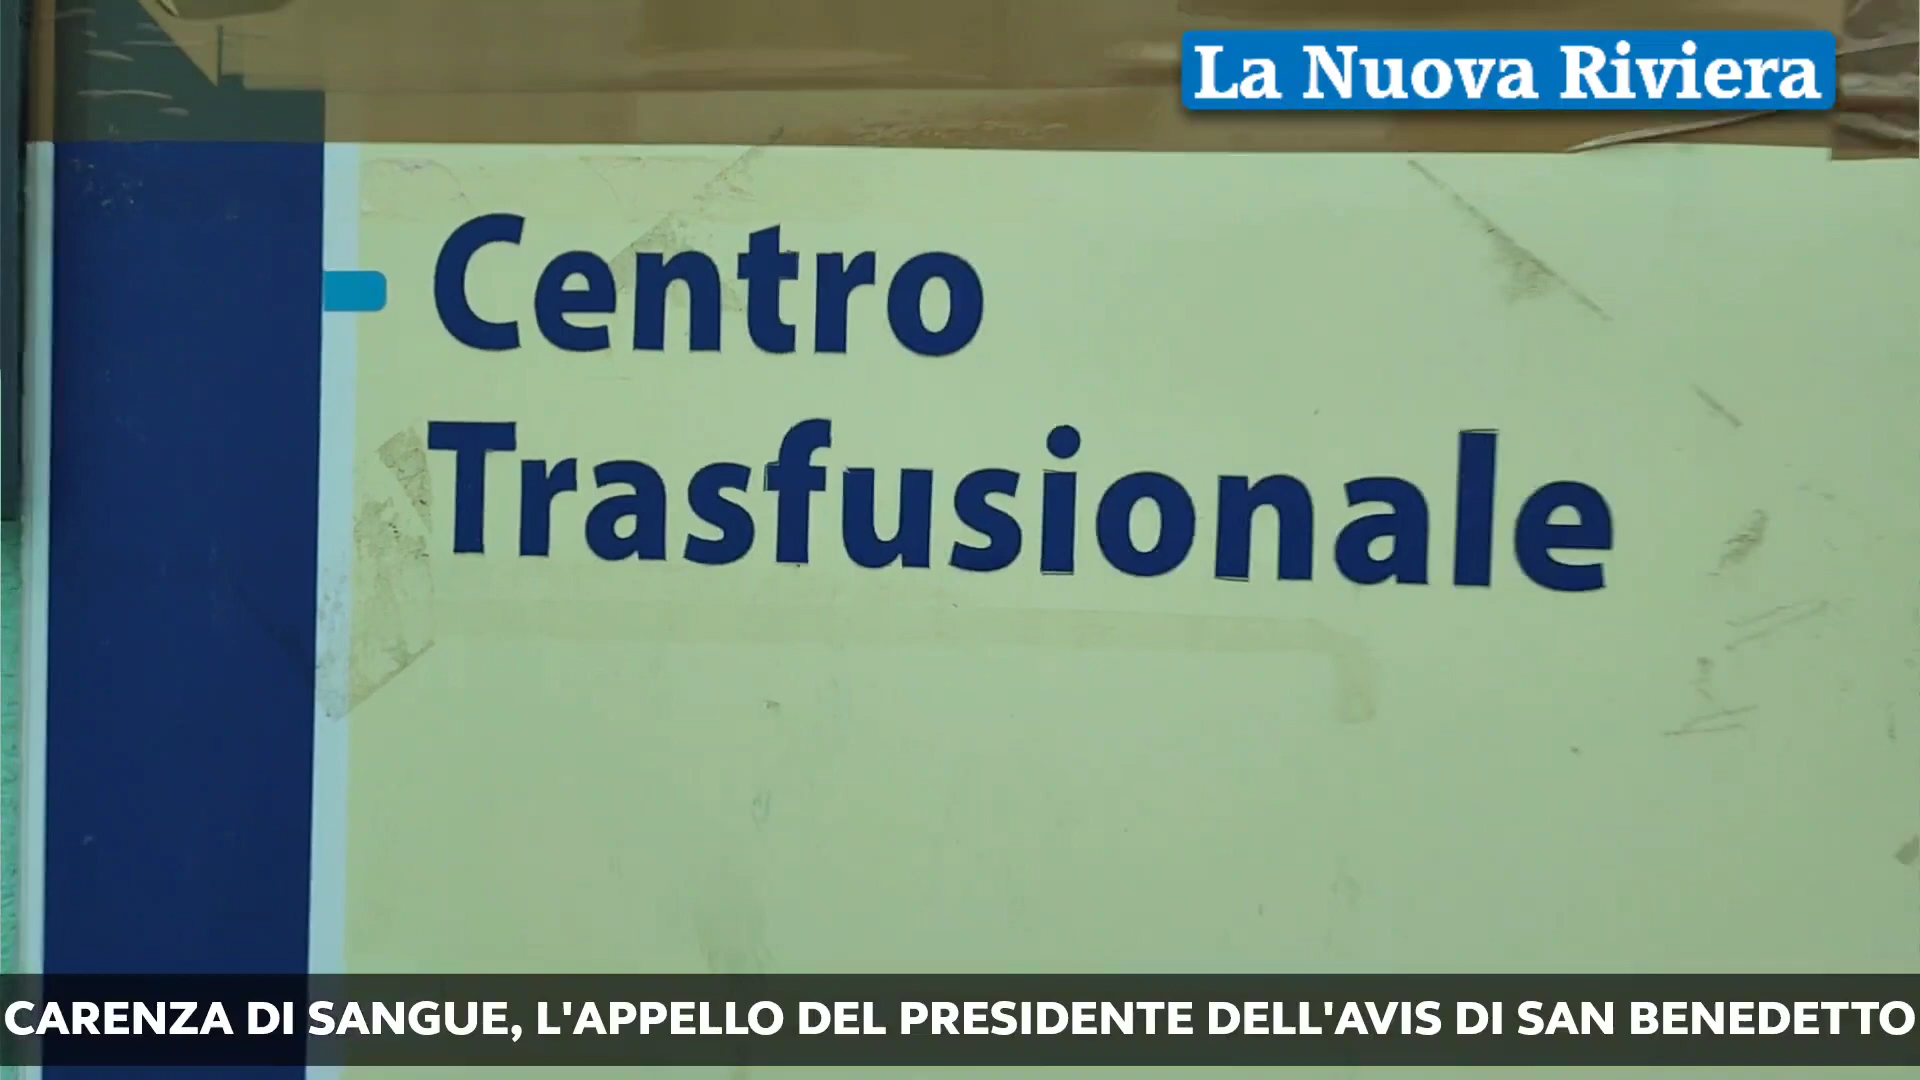 La Nuova Riviera
Centro
Trasfusionale
CARENZA DI SANGUE, L'APPELLO DEL PRESIDENTE DELL'AVIS DI SAN BENEDETTO